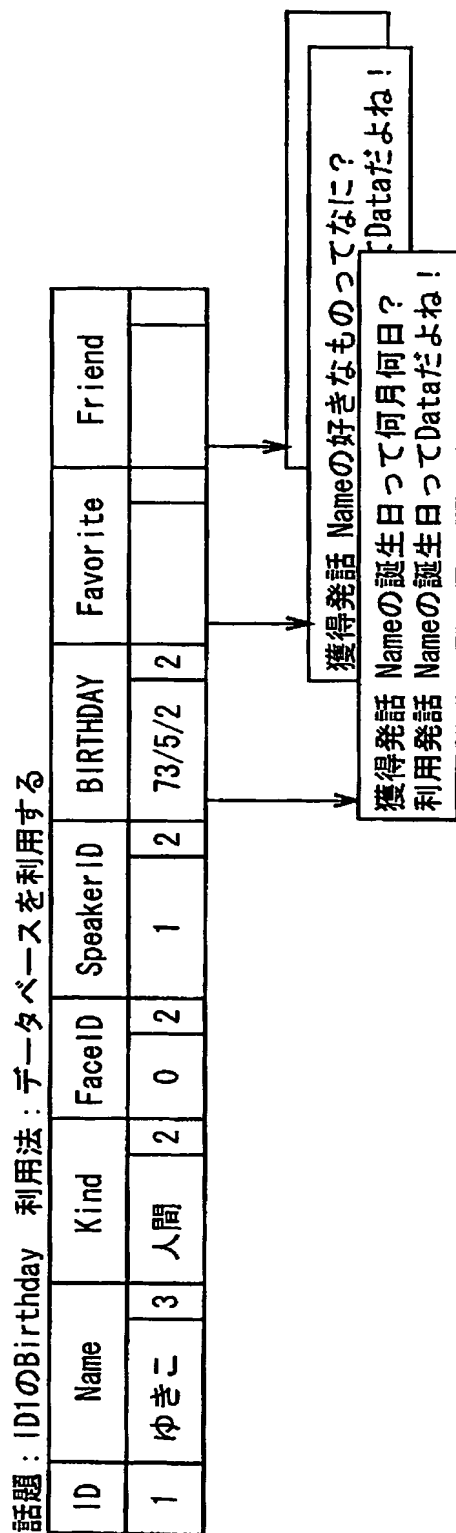 話題：ID1のBirthday 利用法：データベースを利用する
ID Name Kind FaceID SpeakerID BIRTHDAY Favorite Friend
1 ゆきこ 3 人間 2 0 2 1 2 73/5/2 2
獲得発話 Nameの好きなものってなに？
てDataだよね！
獲得発話 Nameの誕生日って何月何日？
利用発話 Nameの誕生日ってDataだよね！